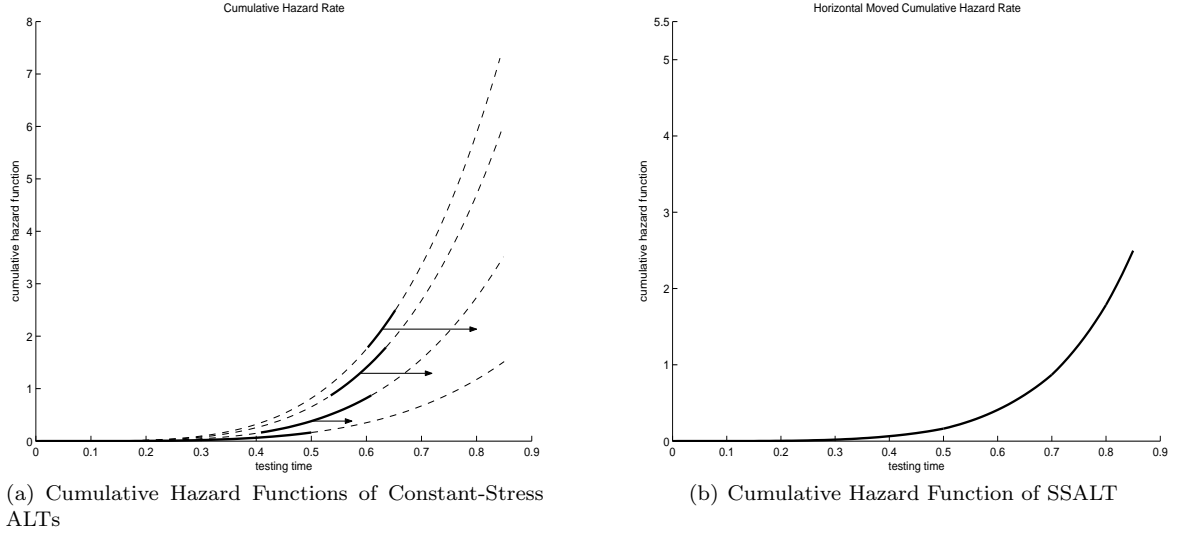 Cumulative Hazard Rate
8
7
6
5
4
3
2
1
0
cumulative hazard function
0 0.1 0.2 0.3 0.4 0.5 0.6 0.7 0.8 0.9
testing time
(a) Cumulative Hazard Functions of Constant-Stress
ALTs
Horizontal Moved Cumulative Hazard Rate
5.5
5
4
3
2
1
0
cumulative hazard function
0 0.1 0.2 0.3 0.4 0.5 0.6 0.7 0.8 0.9
testing time
(b) Cumulative Hazard Function of SSALT